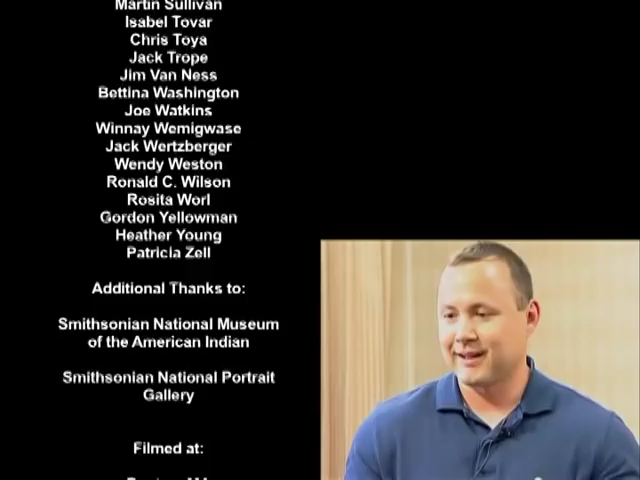 Martin Sullivan
Isabel Tovar
Chris Toya
Jack Trope
Jim Van Ness
Bettina Washington
Joe Watkins
Winnay Wemigwase
Jack Wertzberger
Wendy Weston
Ronald C. Wilson
Rosita Worl
Gordon Yellowman
Heather Young
Patricia Zell
Additional Thanks to:
Smithsonian National Museum
of the American Indian
Smithsonian National Portrait
Gallery
Filmed at: